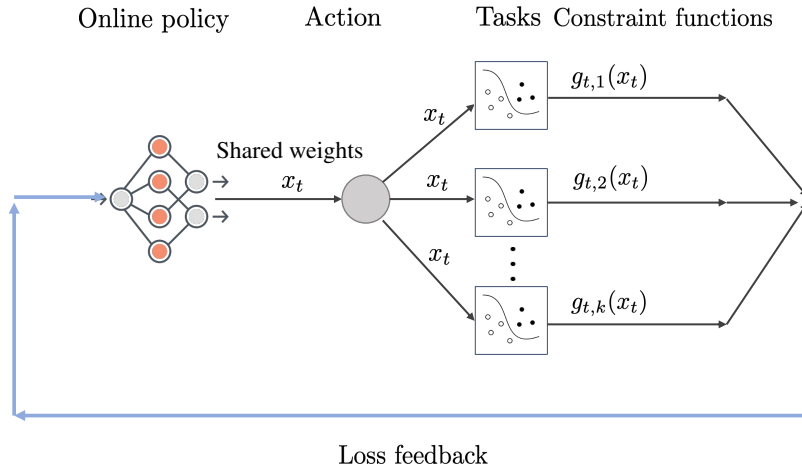 Online policy
Action
Tasks
Constraint functions
Shared weights
x_t
x_t
x_t
x_t
g_{t,1}(x_t)
g_{t,2}(x_t)
g_{t,k}(x_t)
Loss feedback